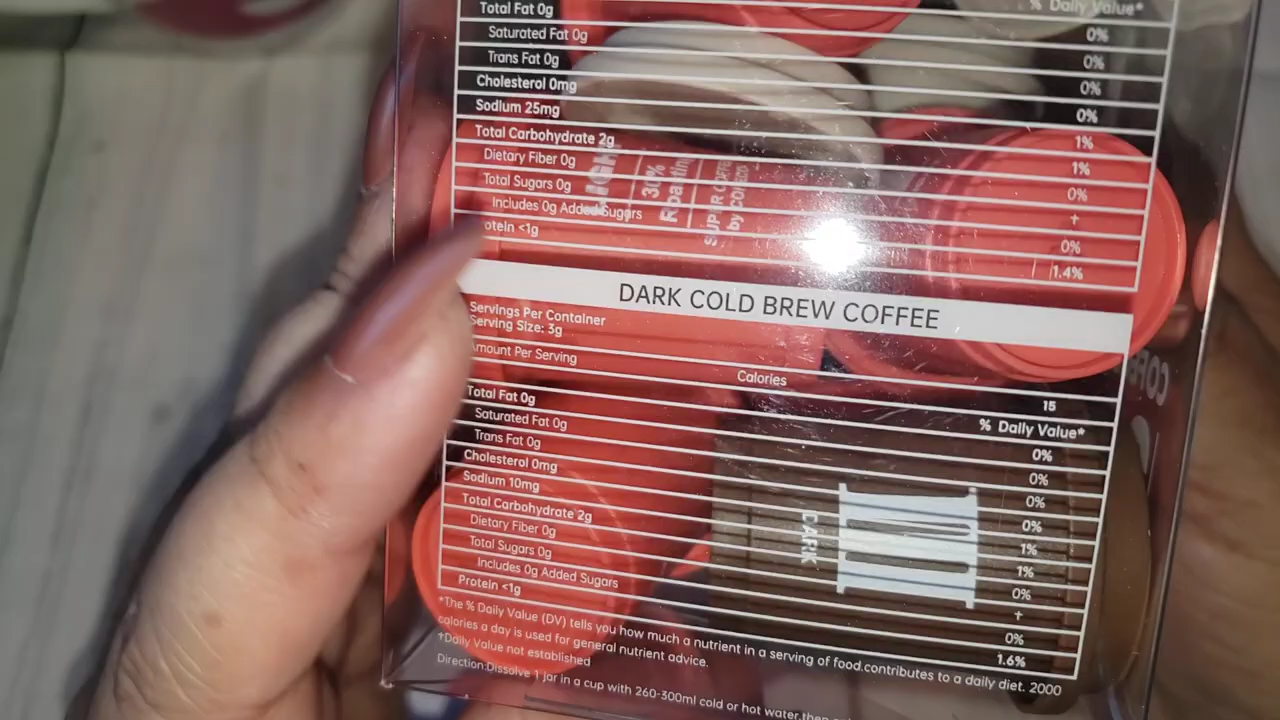 % Daily Value*
Total Fat 0g 0%
Saturated Fat 0g 0%
Trans Fat 0g 0%
Cholesterol 0mg 0%
Sodium 25mg 1%
Total Carbohydrate 2g 1%
Dietary Fiber 0g 0%
Total Sugars 0g †
Includes 0g Added Sugars 0%
otein <1g 1.4%
30%
SUPER COFFEE
by
DARK COLD BREW COFFEE
Servings Per Container
Serving Size: 3g
mount Per Serving
Calories 15
% Daily Value*
Total Fat 0g 0%
Saturated Fat 0g 0%
Trans Fat 0g 0%
Cholesterol 0mg 0%
Sodium 10mg 1%
Total Carbohydrate 2g 1%
Dietary Fiber 0g 0%
Total Sugars 0g †
Includes 0g Added Sugars 0%
Protein <1g 1.6%
DARK
*The % Daily Value (DV) tells you how much a nutrient in a serving of food.contributes to a daily diet. 2000
calories a day is used for general nutrient advice.
†Daily Value not established
Direction:Dissolve 1 Jar in a cup with 260-300ml cold or hot water,then